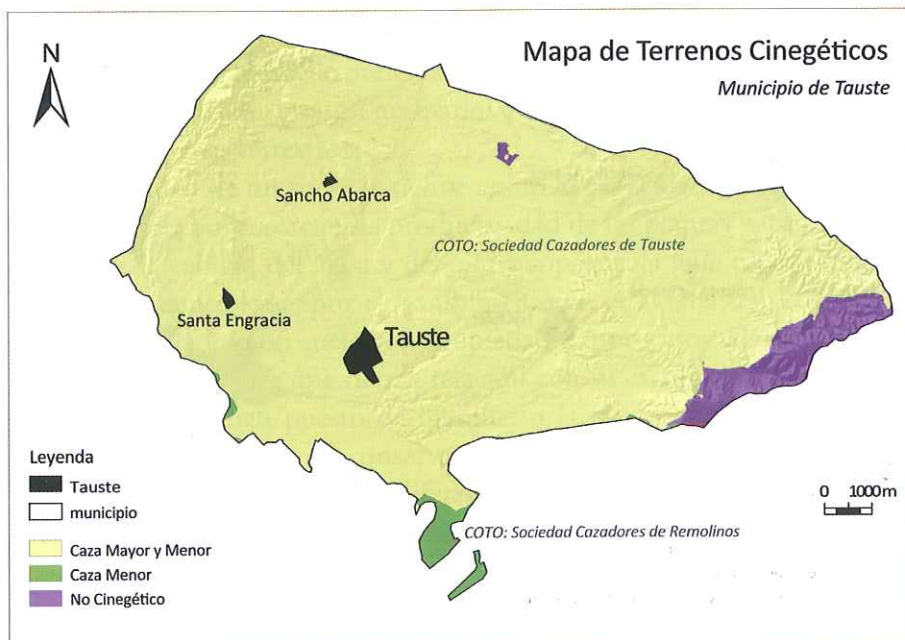 Mapa de Terrenos Cinegéticos
Municipio de Tauste
N
Sancho Abarca
COTO: Sociedad Cazadores de Tauste
Santa Engracia
Tauste
Leyenda
Tauste
municipio
Caza Mayor y Menor
Caza Menor
No Cinegético
0 1000 m
COTO: Sociedad Cazadores de Remolinos